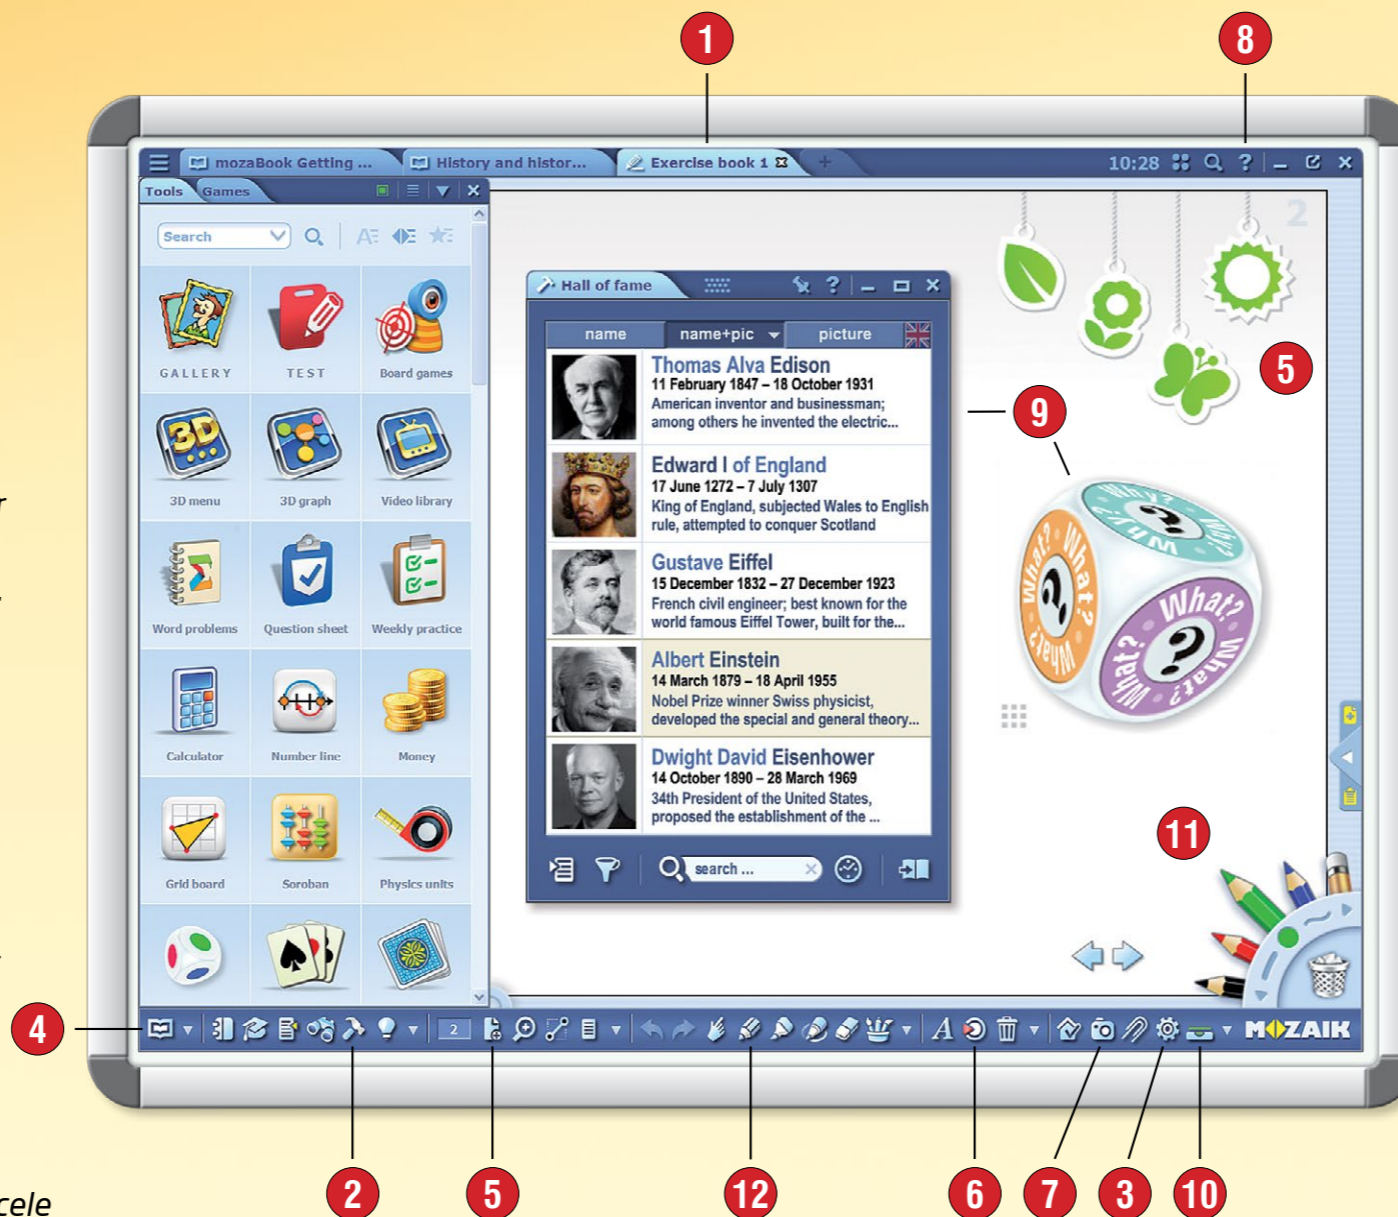 1
8
mozaBook Getting ...
History and histor...
Exercise book 1
10:28
Tools
Games
Search
2
GALLERY
TEST
Board games
3D
3D menu
3D graph
Video library
Word problems
Question sheet
Weekly practice
Calculator
Number line
Money
Grid board
Soroban
Physics units
Hall of fame
name
name+pic
picture
Thomas Alva Edison
11 February 1847 – 18 October 1931
American inventor and businessman;
among others he invented the electric...
Edward I of England
17 June 1272 – 7 July 1307
King of England, subjected Wales to English
rule, attempted to conquer Scotland
Gustave Eiffel
15 December 1832 – 27 December 1923
French civil engineer; best known for the
world famous Eiffel Tower, built for the...
Albert Einstein
14 March 1879 – 18 April 1955
Nobel Prize winner Swiss physicist,
developed the special and general theory...
Dwight David Eisenhower
14 October 1890 – 28 March 1969
34th President of the United States,
proposed the establishment of the ...
search ...
5
9
Why? Why? Why?
?
What? What? What?
?
What? What? What?
?
11
r
4
2
A
MOZAIK
cele
2
5
12
6
7
3
10